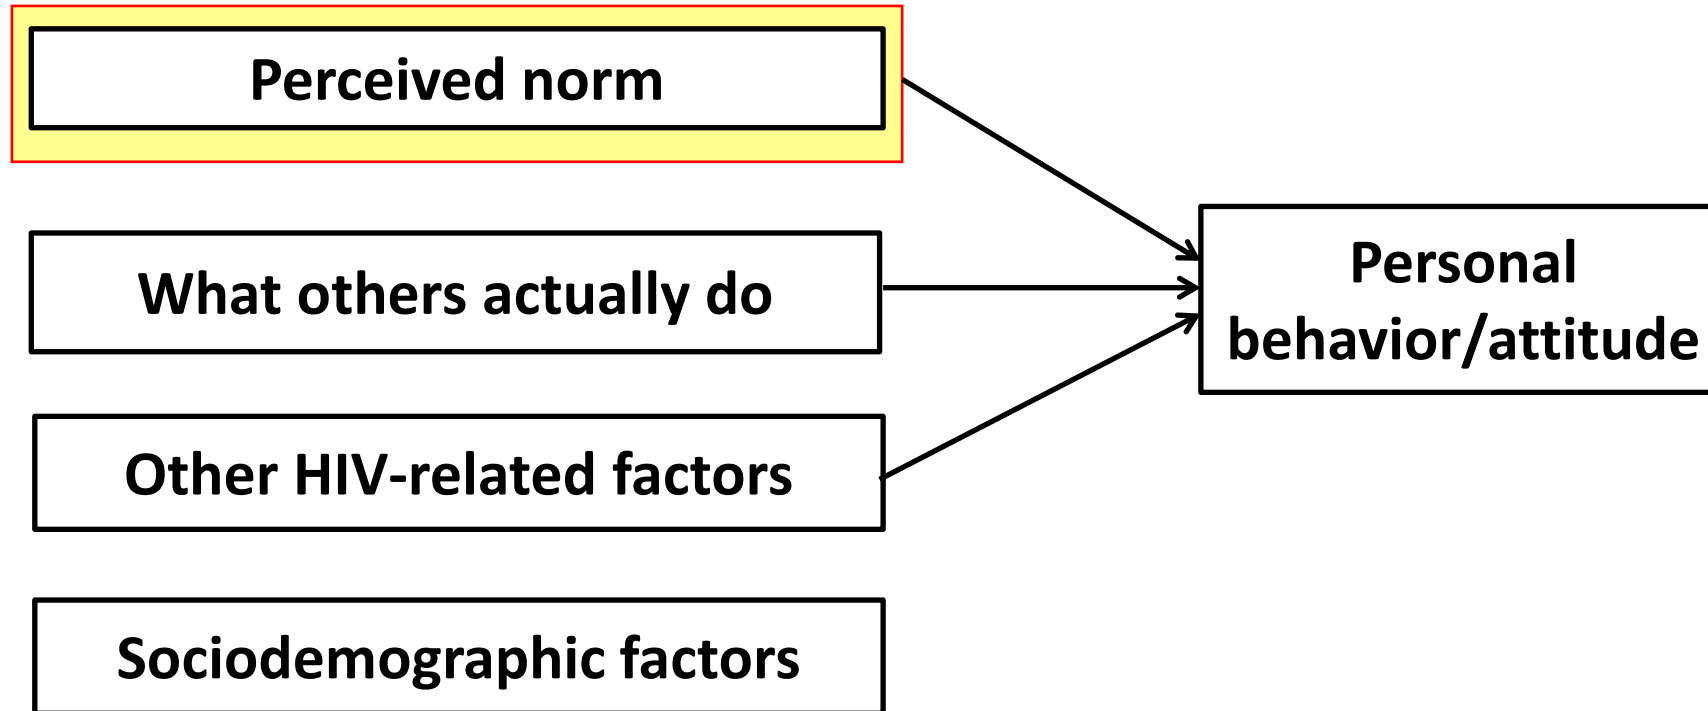 Perceived norm
What others actually do
Personal
behavior/attitude
Other HIV-related factors
Sociodemographic factors